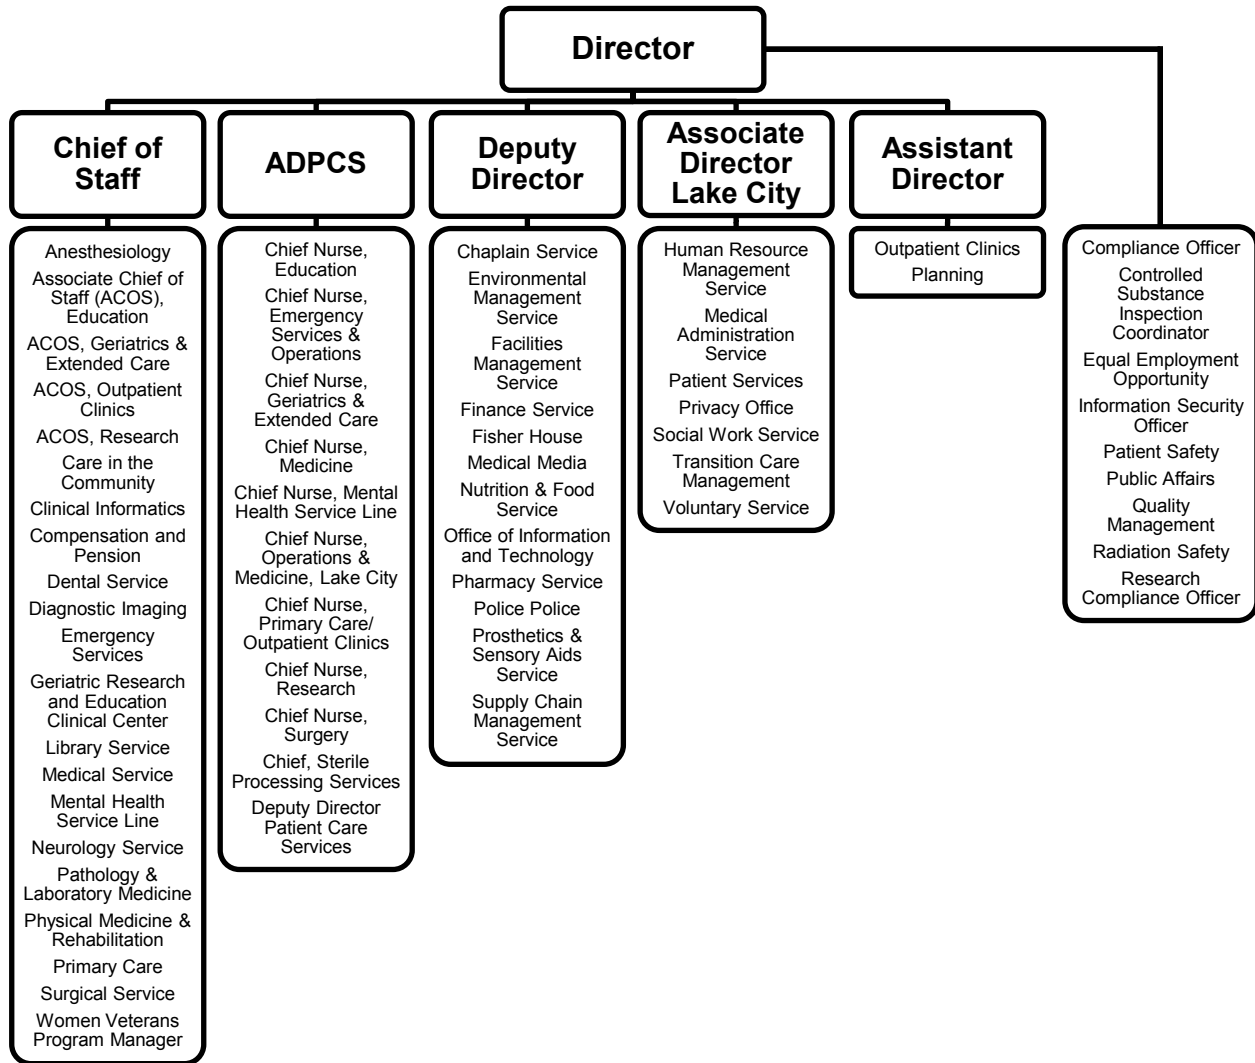 Director
Chief of
Staff
ADPCS
Deputy
Director
Associate
Director
Lake City
Assistant
Director
Anesthesiology
Associate Chief of
Staff (ACOS),
Education
ACOS, Geriatrics &
Extended Care
ACOS, Outpatient
Clinics
ACOS, Research
Care in the
Community
Clinical Informatics
Compensation and
Pension
Dental Service
Diagnostic Imaging
Emergency
Services
Geriatric Research
and Education
Clinical Center
Library Service
Medical Service
Mental Health
Service Line
Neurology Service
Pathology &
Laboratory Medicine
Physical Medicine &
Rehabilitation
Primary Care
Surgical Service
Women Veterans
Program Manager
Chief Nurse,
Education
Chief Nurse,
Emergency
Services &
Operations
Chief Nurse,
Geriatrics &
Extended Care
Chief Nurse,
Medicine
Chief Nurse, Mental
Health Service Line
Chief Nurse,
Operations &
Medicine, Lake City
Chief Nurse,
Primary Care/
Outpatient Clinics
Chief Nurse,
Research
Chief Nurse,
Surgery
Chief, Sterile
Processing Services
Deputy Director
Patient Care
Services
Chaplain Service
Environmental
Management
Service
Facilities
Management
Service
Finance Service
Fisher House
Medical Media
Nutrition & Food
Service
Office of Information
and Technology
Pharmacy Service
Police Police
Prosthetics &
Sensory Aids
Service
Supply Chain
Management
Service
Human Resource
Management
Service
Medical
Administration
Service
Patient Services
Privacy Office
Social Work Service
Transition Care
Management
Voluntary Service
Outpatient Clinics
Planning
Compliance Officer
Controlled
Substance
Inspection
Coordinator
Equal Employment
Opportunity
Information Security
Officer
Patient Safety
Public Affairs
Quality
Management
Radiation Safety
Research
Compliance Officer